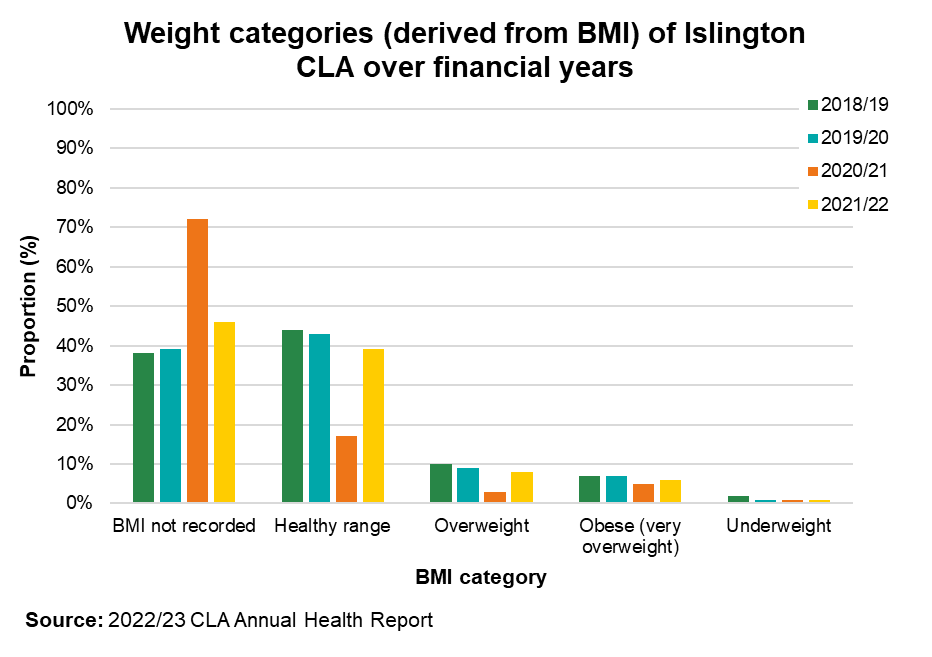 Weight categories (derived from BMI) of Islington
CLA over financial years
100%
90%
80%
70%
60%
50%
40%
30%
20%
10%
0%
Proportion (%)
2018/19
2019/20
2020/21
2021/22
BMI not recorded
Healthy range
Overweight
Obese (very
overweight)
Underweight
BMI category
Source: 2022/23 CLA Annual Health Report